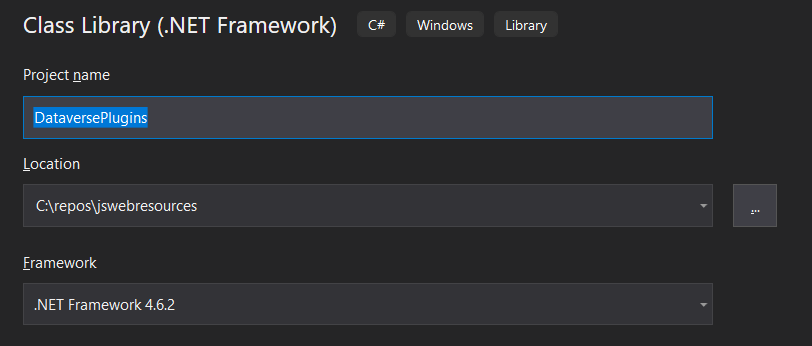 Class Library (.NET Framework) C# Windows Library
Project name
DataversePlugins
Location
C:\repos\jswebresources
...
Framework
.NET Framework 4.6.2